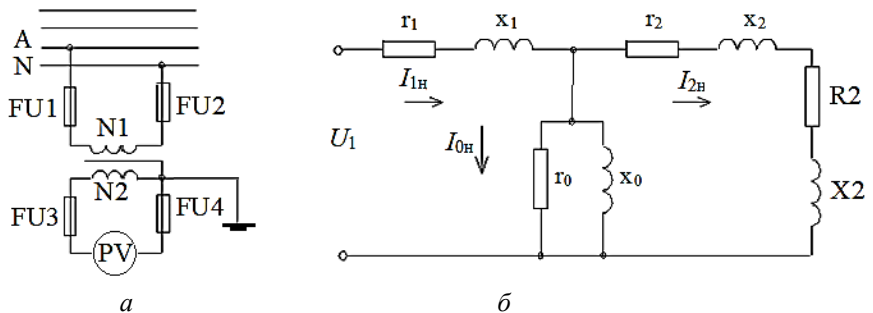 A
N
FU1
FU2
N1
N2
FU3
FU4
PV
а
r₁
x₁
r₂
x₂
I₁н
I₂н
R2
U₁
I₀н
r₀
x₀
X2
б